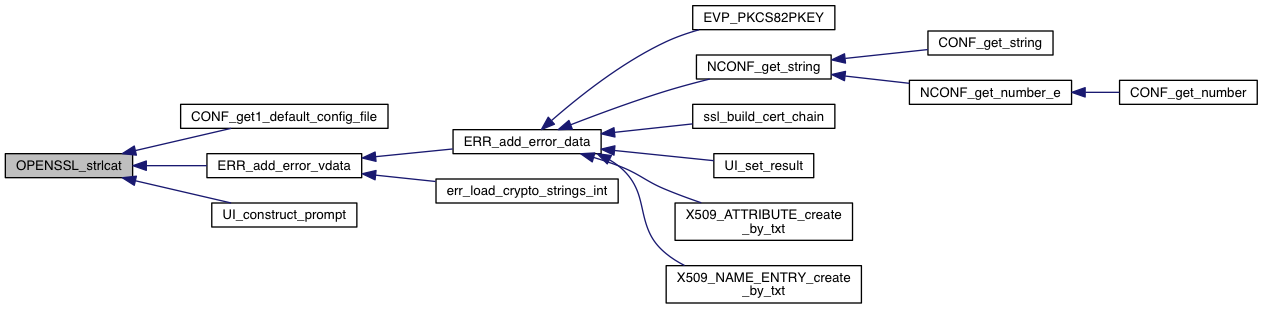 EVP_PKCS82PKEY
CONF_get_string
NCONF_get_string
NCONF_get_number_e
CONF_get_number
CONF_get1_default_config_file
ssl_build_cert_chain
ERR_add_error_data
OPENSSL_strlcat
ERR_add_error_vdata
UI_set_result
err_load_crypto_strings_int
UI_construct_prompt
X509_ATTRIBUTE_create
_by_txt
X509_NAME_ENTRY_create
_by_txt